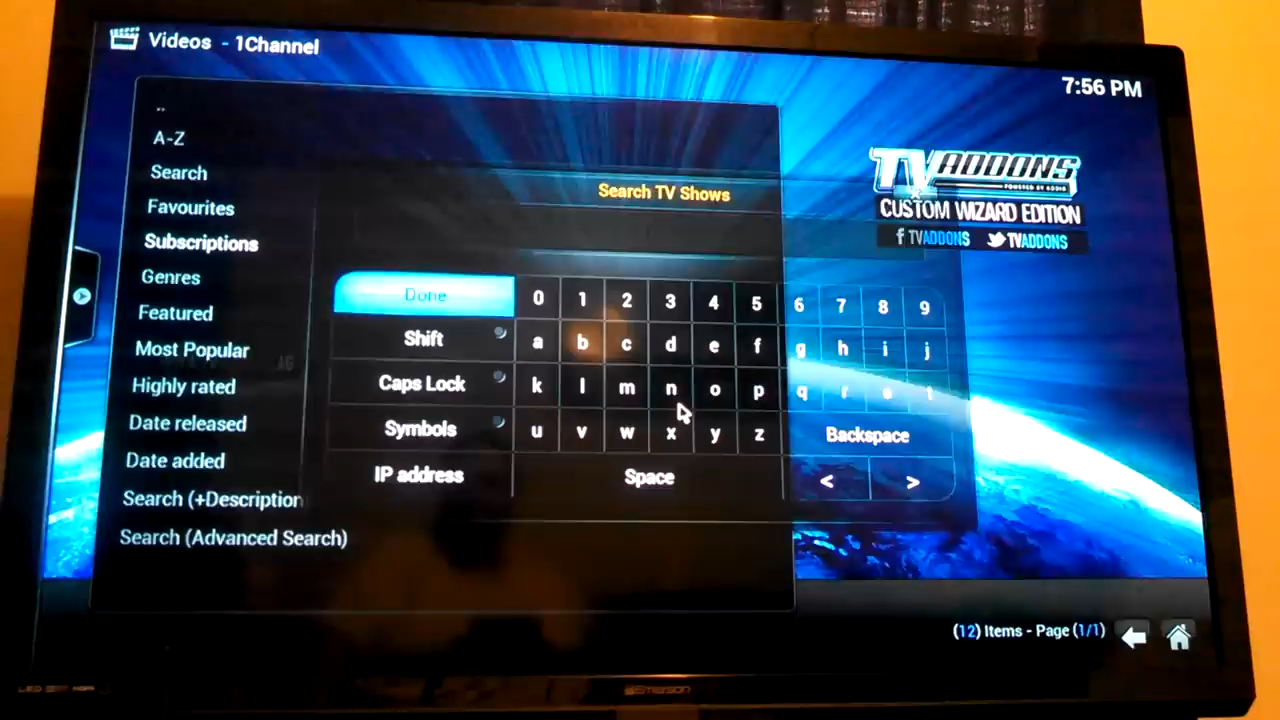 Videos - 1Channel
7:56 PM
..
A-Z
Search
Favourites
Subscriptions
Genres
Featured
Most Popular
Highly rated
Date released
Date added
Search (+Description
Search (Advanced Search)
Search TV Shows
Done 0 1 2 3 4 5 6 7 8 9
Shift a b c d e f g h i j
Caps Lock k l m n o p q r s t
Symbols u v w x y z Backspace
IP address Space < >
TVADDONS
CUSTOM WIZARD EDITION
f TVADDONS TVADDONS
(12) Items - Page (1/1)
EMERSON